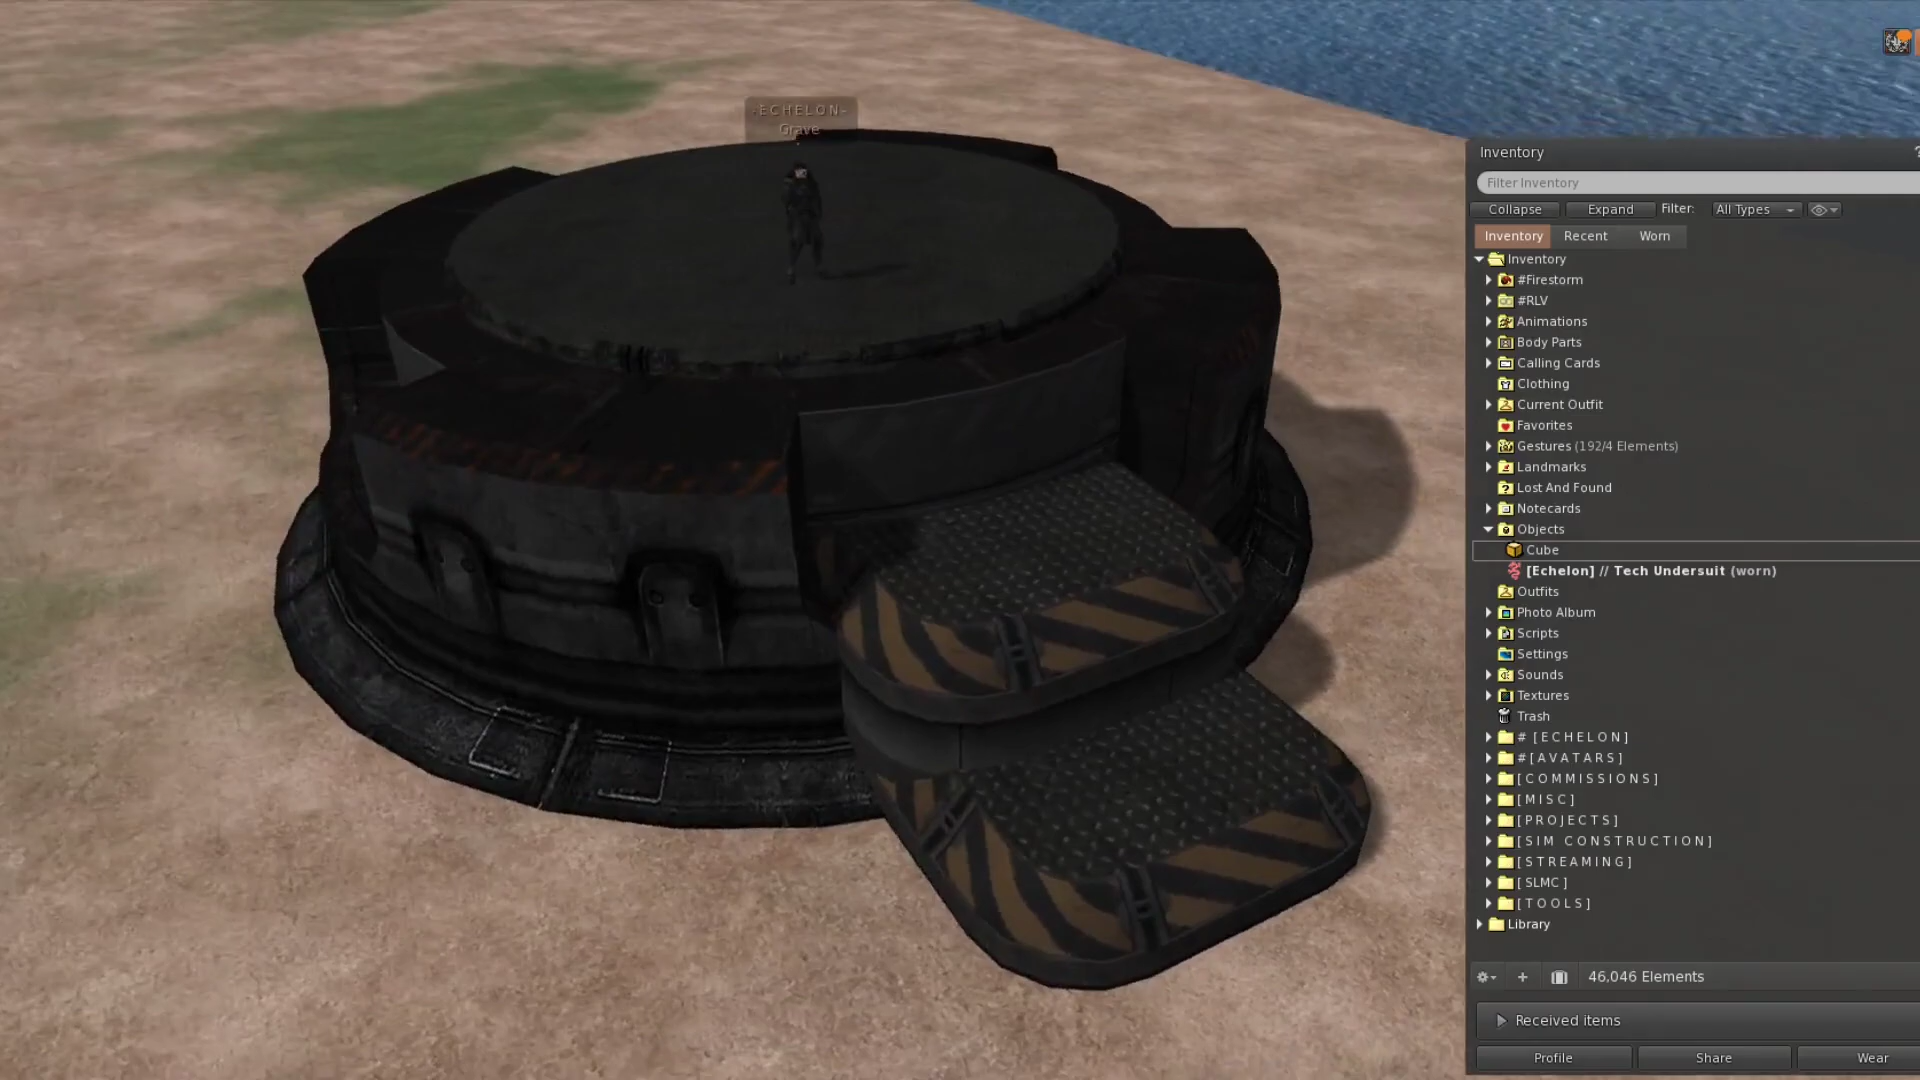 -ECHELON-
Grave
Inventory
Filter Inventory
Collapse Expand Filter: All Types
Inventory Recent Worn
Inventory
#Firestorm
#RLV
Animations
Body Parts
Calling Cards
Clothing
Current Outfit
Favorites
Gestures (192/4 Elements)
Landmarks
Lost And Found
Notecards
Objects
Cube
[Echelon] // Tech Undersuit (worn)
Outfits
Photo Album
Scripts
Settings
Sounds
Textures
Trash
# [ E C H E L O N ]
# [ A V A T A R S ]
[ C O M M I S S I O N S ]
[ M I S C ]
[ P R O J E C T S ]
[ S I M  C O N S T R U C T I O N ]
[ S T R E A M I N G ]
[ SLMC ]
[ T O O L S ]
Library
46,046 Elements
Received items
Profile Share Wear